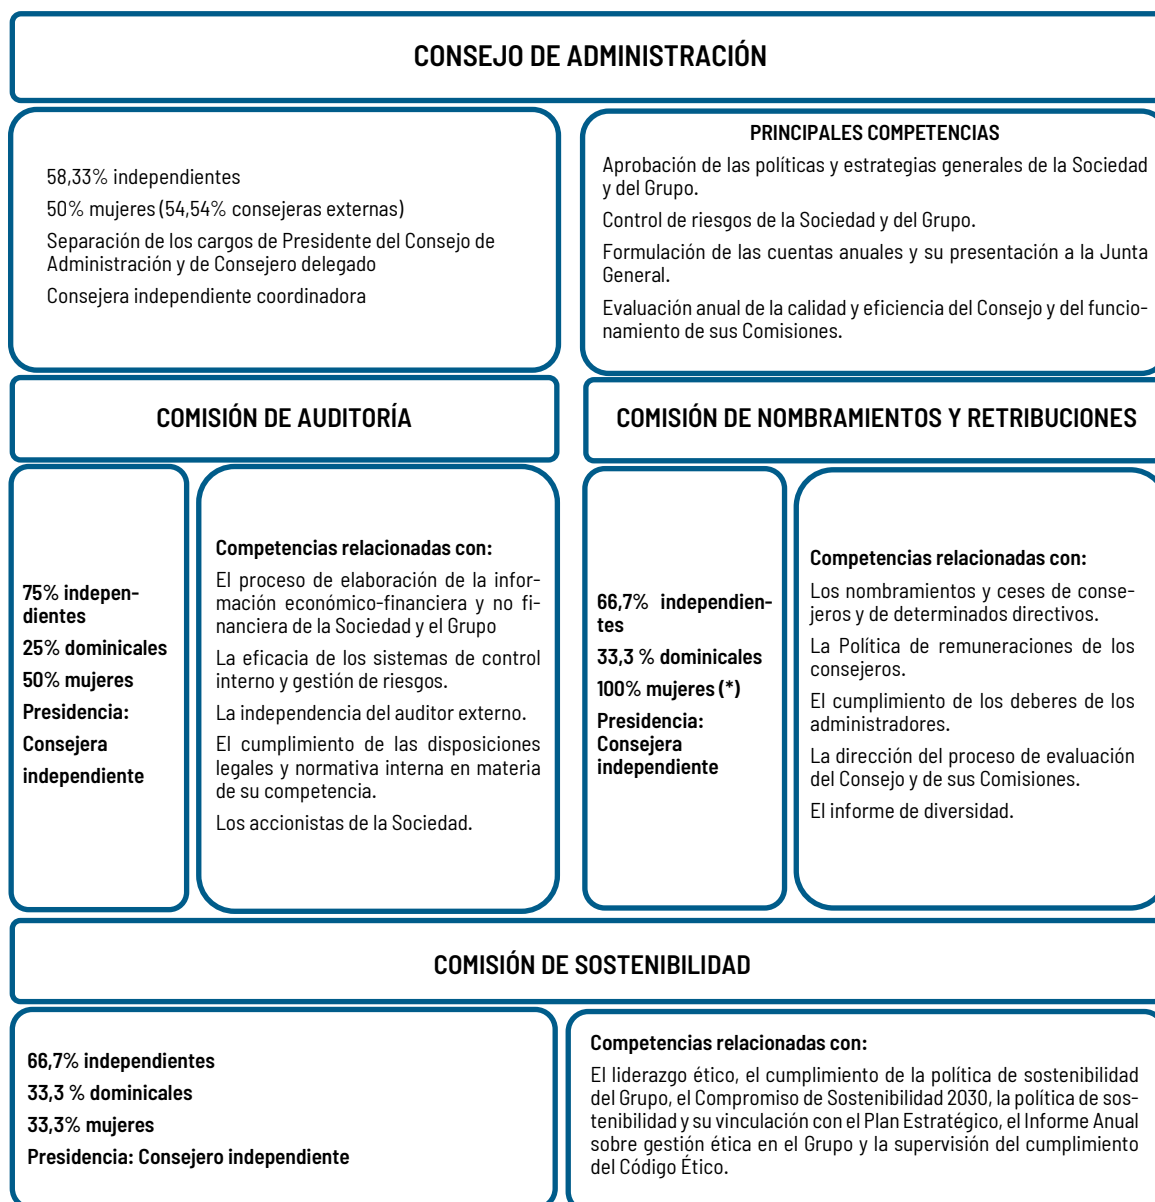 CONSEJO DE ADMINISTRACIÓN
58,33% independientes
50% mujeres (54,54% consejeras externas)
Separación de los cargos de Presidente del Consejo de
Administración y de Consejero delegado
Consejera independiente coordinadora
PRINCIPALES COMPETENCIAS
Aprobación de las políticas y estrategias generales de la Sociedad
y del Grupo.
Control de riesgos de la Sociedad y del Grupo.
Formulación de las cuentas anuales y su presentación a la Junta
General.
Evaluación anual de la calidad y eficiencia del Consejo y del funcio-
namiento de sus Comisiones.
COMISIÓN DE AUDITORÍA
75% indepen-
dientes
25% dominicales
50% mujeres
Presidencia:
Consejera
independiente
Competencias relacionadas con:
El proceso de elaboración de la infor-
mación económico-financiera y no fi-
nanciera de la Sociedad y el Grupo
La eficacia de los sistemas de control
interno y gestión de riesgos.
La independencia del auditor externo.
El cumplimiento de las disposiciones
legales y normativa interna en materia
de su competencia.
Los accionistas de la Sociedad.
COMISIÓN DE NOMBRAMIENTOS Y RETRIBUCIONES
66,7% independien-
tes
33,3 % dominicales
100% mujeres (*)
Presidencia:
Consejera
independiente
Competencias relacionadas con:
Los nombramientos y ceses de conse-
jeros y de determinados directivos.
La Política de remuneraciones de los
consejeros.
El cumplimiento de los deberes de los
administradores.
La dirección del proceso de evaluación
del Consejo y de sus Comisiones.
El informe de diversidad.
COMISIÓN DE SOSTENIBILIDAD
66,7% independientes
33,3 % dominicales
33,3% mujeres
Presidencia: Consejero independiente
Competencias relacionadas con:
El liderazgo ético, el cumplimiento de la política de sostenibilidad
del Grupo, el Compromiso de Sostenibilidad 2030, la política de sos-
tenibilidad y su vinculación con el Plan Estratégico, el Informe Anual
sobre gestión ética en el Grupo y la supervisión del cumplimiento
del Código Ético.